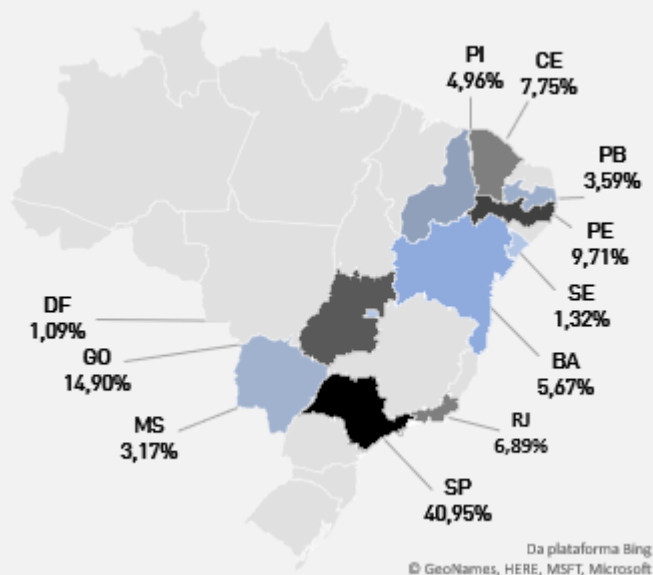 PI
4,96%
CE
7,75%
PB
3,59%
PE
9,71%
SE
1,32%
DF
1,09%
GO
14,90%
BA
5,67%
MS
3,17%
RJ
6,89%
SP
40,95%
Da plataforma Bing
© GeoNames, HERE, MSFT, Microsoft